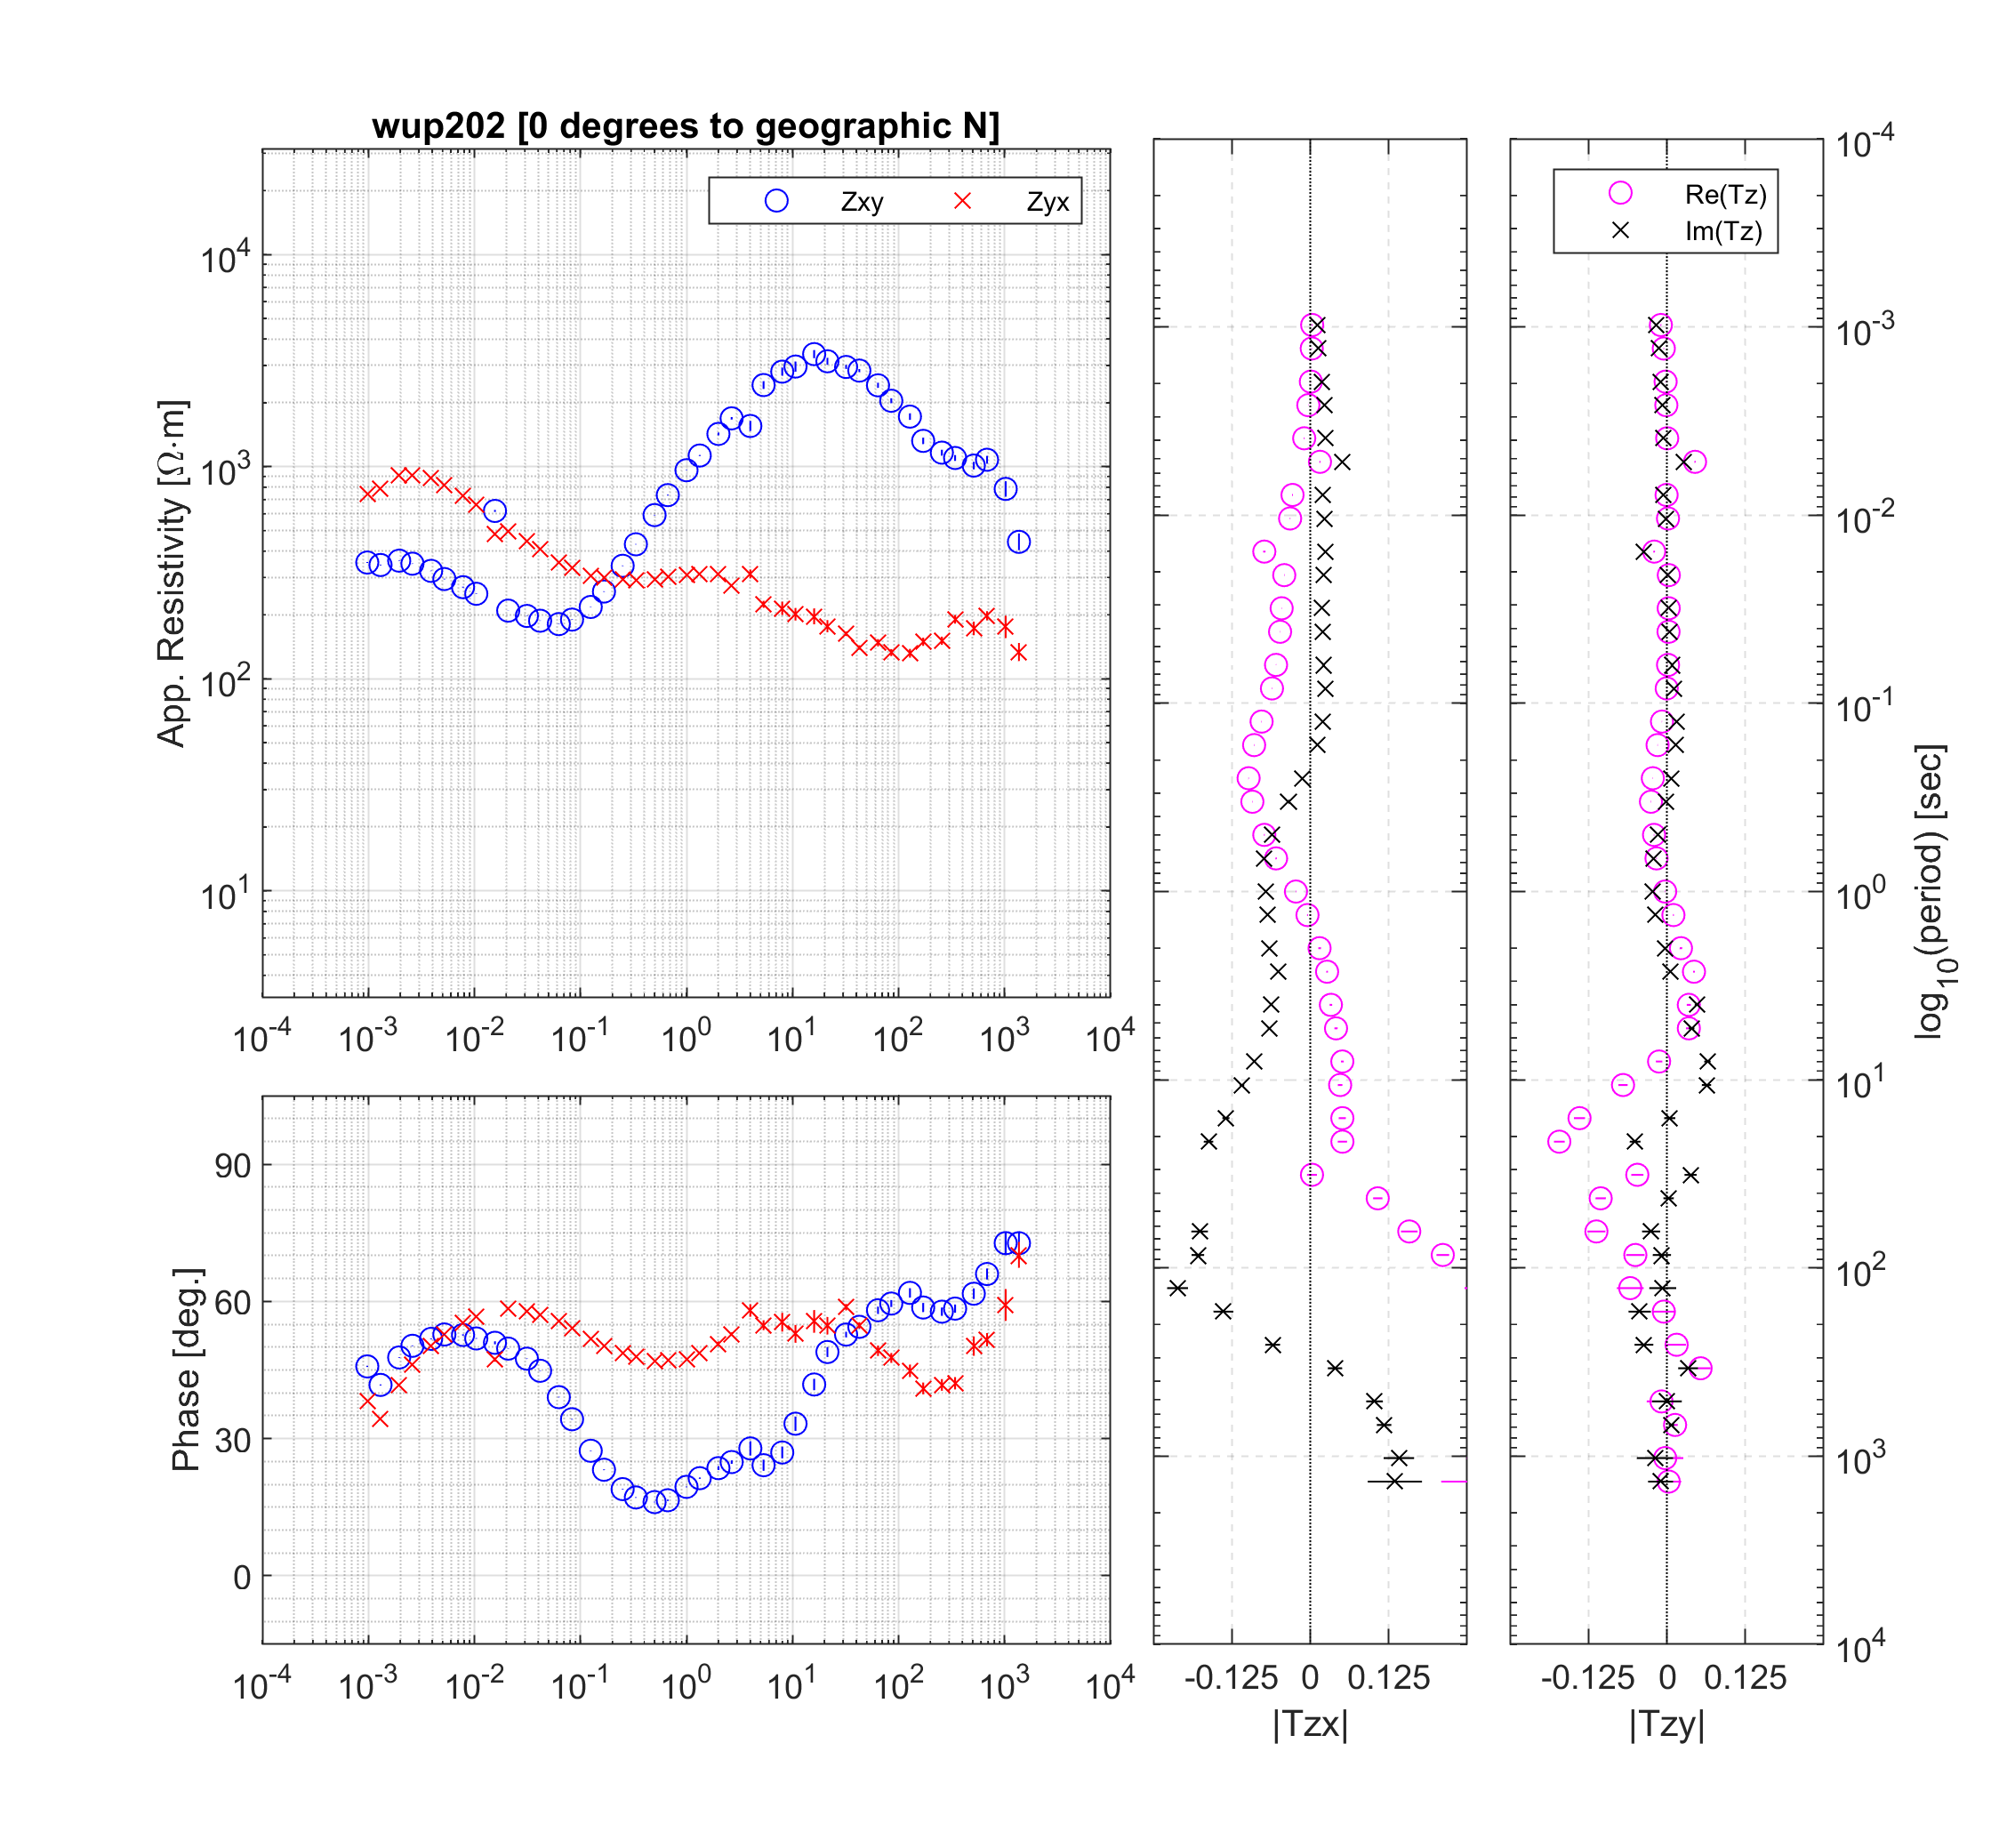 wup202 [0 degrees to geographic N]
Zxy Zyx
App. Resistivity [Ω·m]
10^4
10^3
10^2
10^1
10^-4 10^-3 10^-2 10^-1 10^0 10^1 10^2 10^3 10^4
Phase [deg.]
90
60
30
0
10^-4 10^-3 10^-2 10^-1 10^0 10^1 10^2 10^3 10^4
-0.125 0 0.125
|Tzx|
Re(Tz)
Im(Tz)
-0.125 0 0.125
|Tzy|
10^-4
10^-3
10^-2
10^-1
10^0
10^1
10^2
10^3
10^4
log_10(period) [sec]